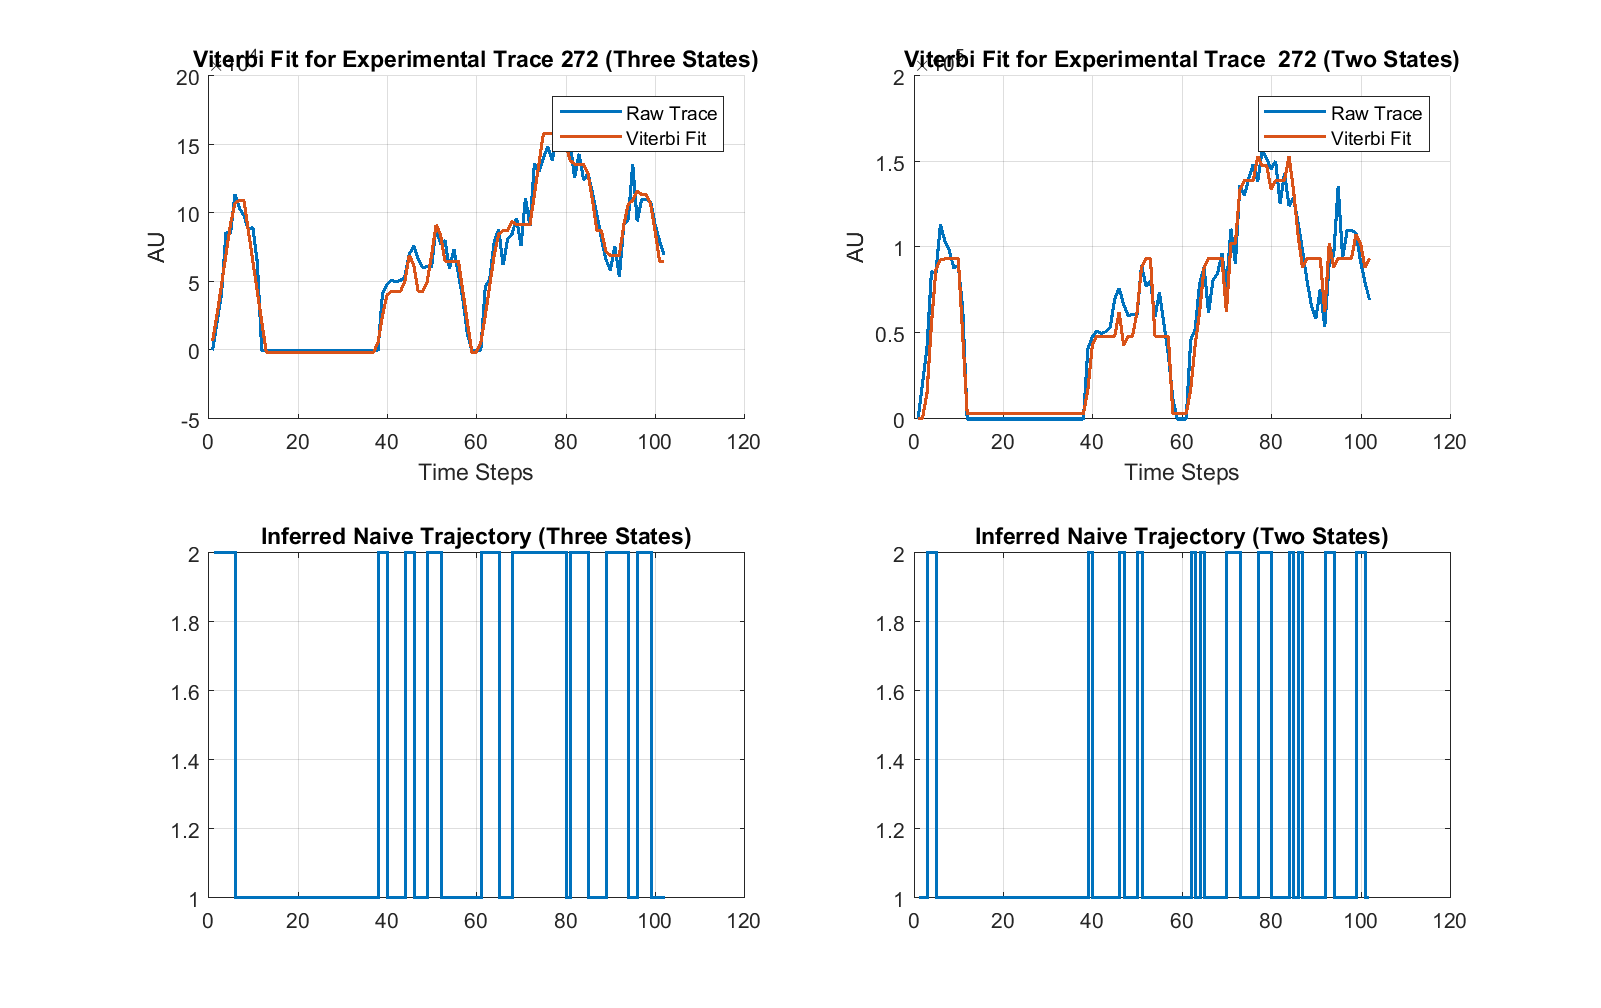 Viterbi Fit for Experimental Trace 272 (Three States)
×10⁴
20
15
10
5
0
-5
AU
0 20 40 60 80 100 120
Time Steps
Raw Trace
Viterbi Fit
Viterbi Fit for Experimental Trace 272 (Two States)
×10⁵
2
1.5
1
0.5
0
AU
0 20 40 60 80 100 120
Time Steps
Raw Trace
Viterbi Fit
Inferred Naive Trajectory (Three States)
2
1.8
1.6
1.4
1.2
1
0 20 40 60 80 100 120
Inferred Naive Trajectory (Two States)
2
1.8
1.6
1.4
1.2
1
0 20 40 60 80 100 120